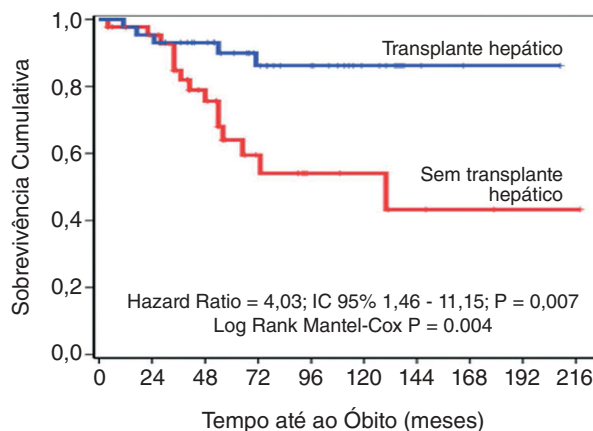 Sobrevivência Cumulativa
1,0
0,8
0,6
0,4
0,2
0,0
Transplante hepático
Sem transplante
hepático
Hazard Ratio = 4,03; IC 95% 1,46 - 11,15; P = 0,007
Log Rank Mantel-Cox P = 0.004
0 24 48 72 96 120 144 168 192 216
Tempo até ao Óbito (meses)